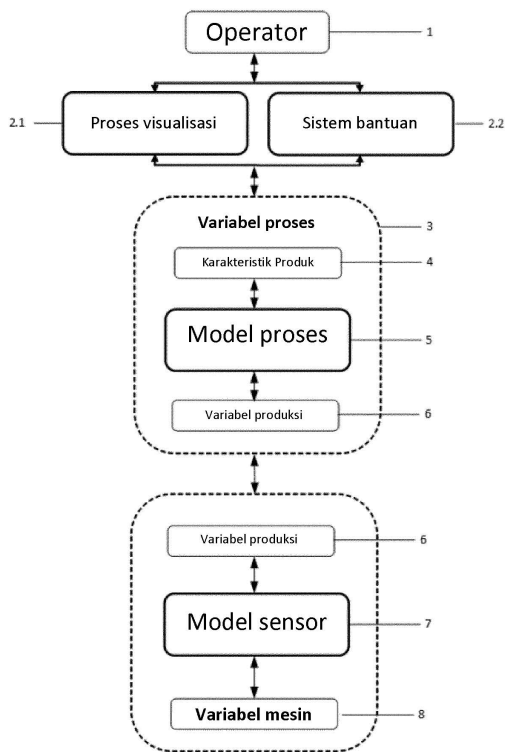 Operator
1
2.1
Proses visualisasi
Sistem bantuan
2.2
Variabel proses
3
Karakteristik Produk
4
Model proses
5
Variabel produksi
6
Variabel produksi
6
Model sensor
7
Variabel mesin
8